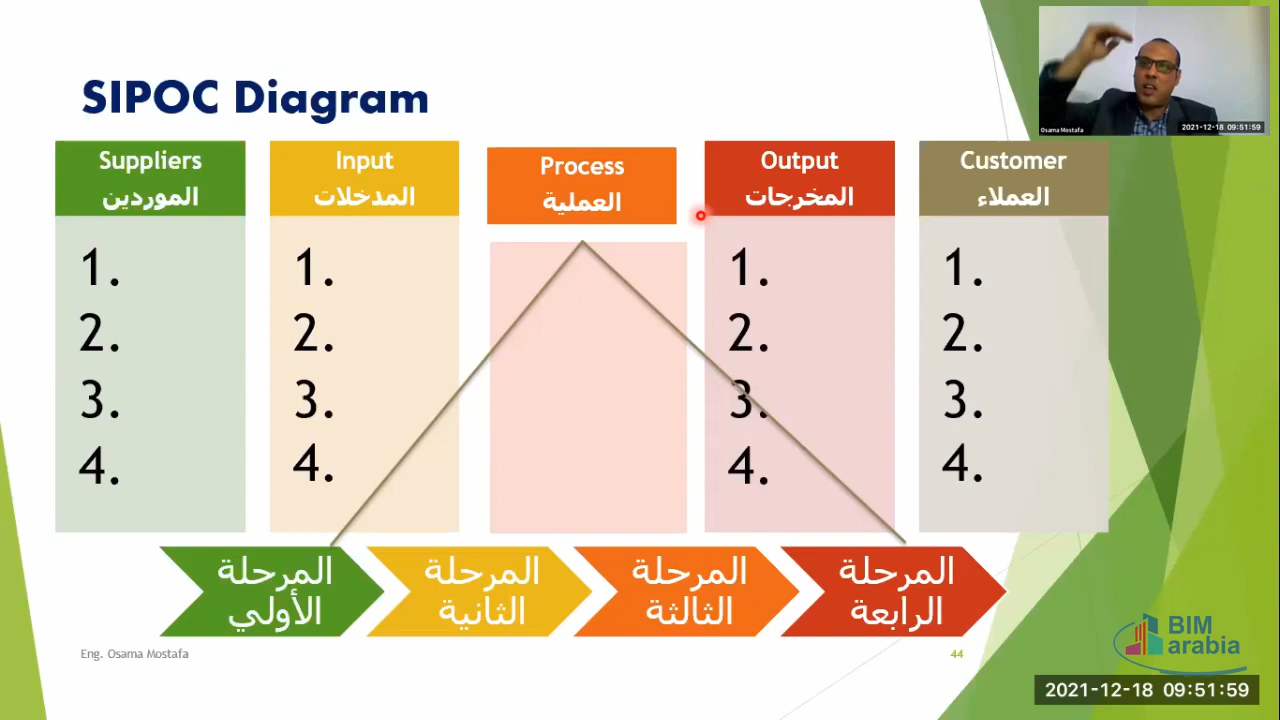 SIPOC Diagram
Osama Mostafa
2021-12-18 09:51:59
Suppliers
الموردين
1.
2.
3.
4.
Input
المدخلات
1.
2.
3.
4.
Process
العملية
Output
المخرجات
1.
2.
3.
4.
Customer
العملاء
1.
2.
3.
4.
المرحلة
الأولي
المرحلة
الثانية
المرحلة
الثالثة
المرحلة
الرابعة
Eng. Osama Mostafa
44
BIM
arabia
2021-12-18 09:51:59